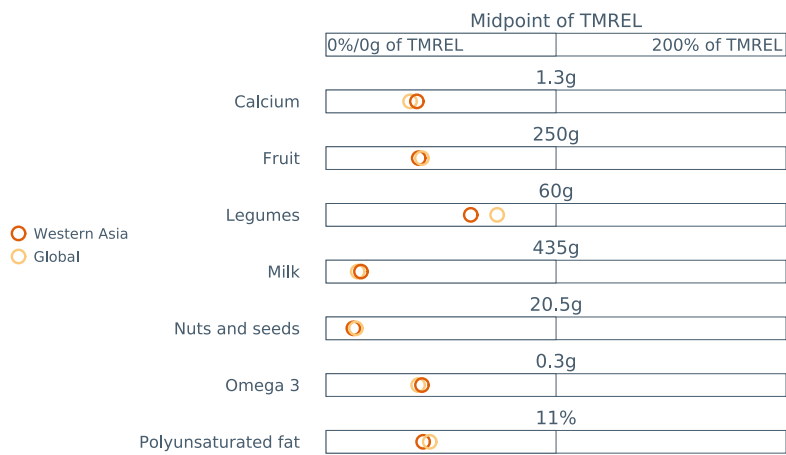 Midpoint of TMREL
0%/0g of TMREL 200% of TMREL
1.3g
Calcium
250g
Fruit
60g
Legumes
Western Asia
Global
435g
Milk
20.5g
Nuts and seeds
0.3g
Omega 3
11%
Polyunsaturated fat